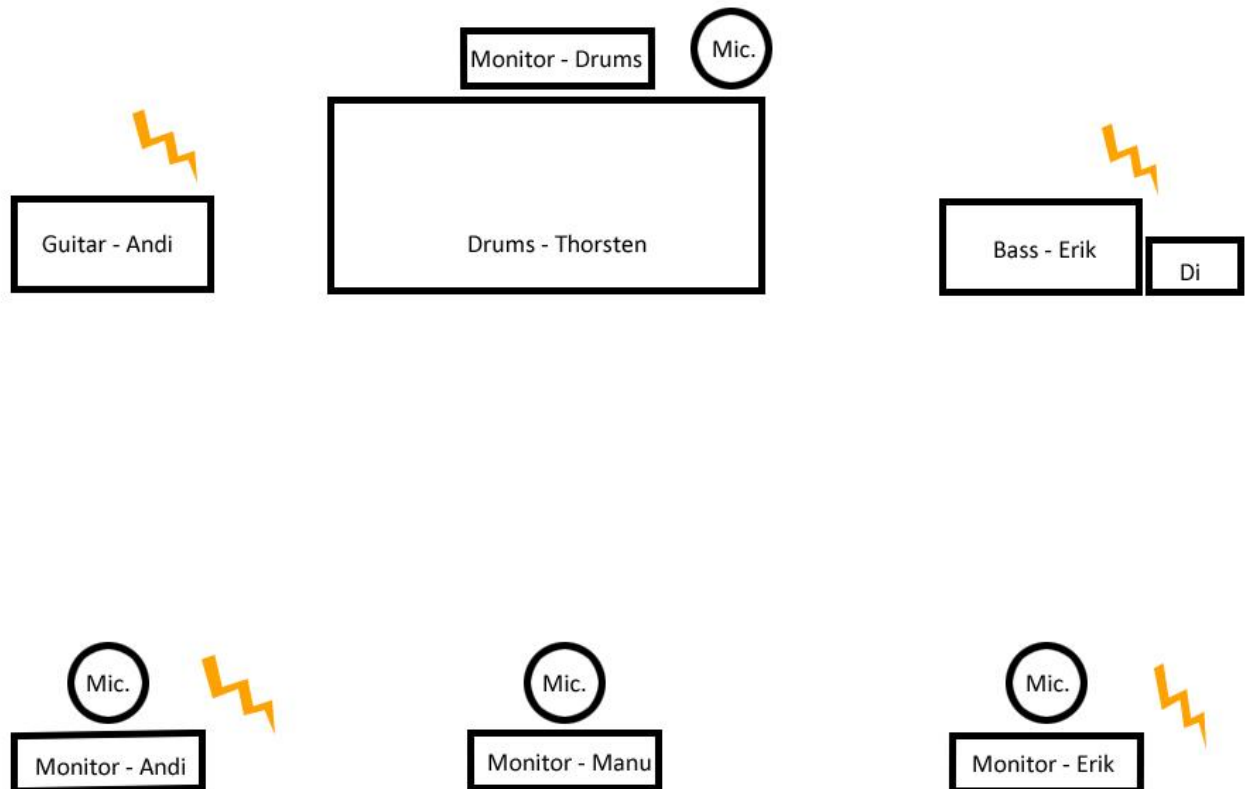 Monitor - Drums
Mic.
Guitar - Andi
Drums - Thorsten
Bass - Erik
Di
Mic.
Mic.
Mic.
Monitor - Andi
Monitor - Manu
Monitor - Erik